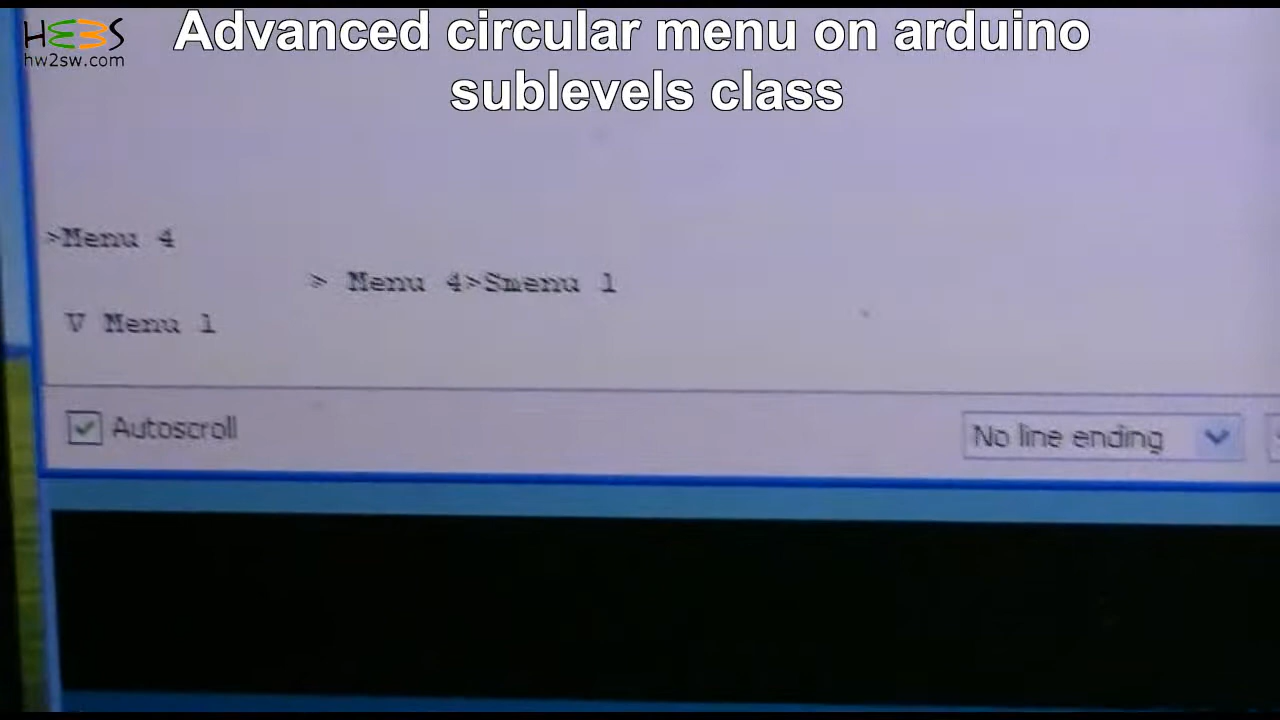 HEBS
hw2sw.com
Advanced circular menu on arduino
sublevels class
>Menu 4
> Menu 4>Smenu 1
V Menu 1
Autoscroll
No line ending